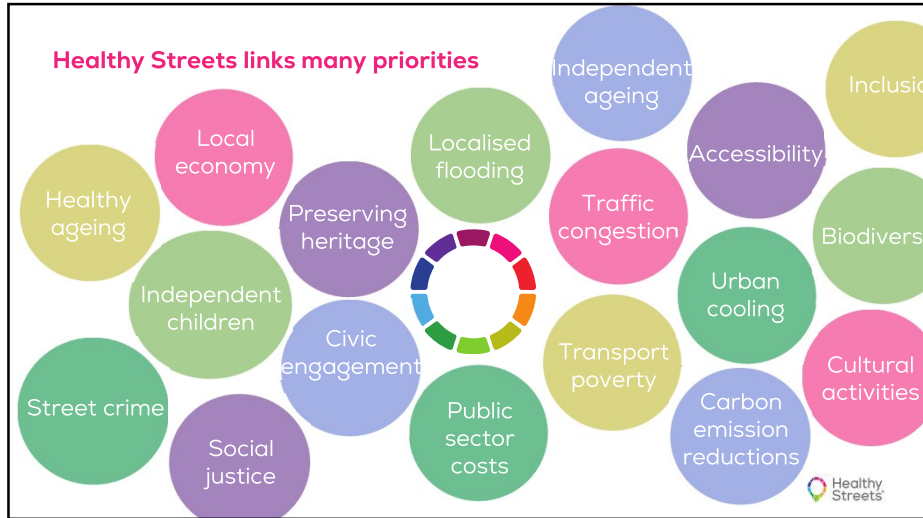 Healthy Streets links many priorities
Independent
ageing
Inclusio
Local
economy
Localised
flooding
Accessibility
Healthy
ageing
Preserving
heritage
Traffic
congestion
Biodivers
Independent
children
Urban
cooling
Civic
engagement
Transport
poverty
Cultural
activities
Street crime
Public
sector
costs
Carbon
emission
reductions
Social
justice
Healthy
Streets